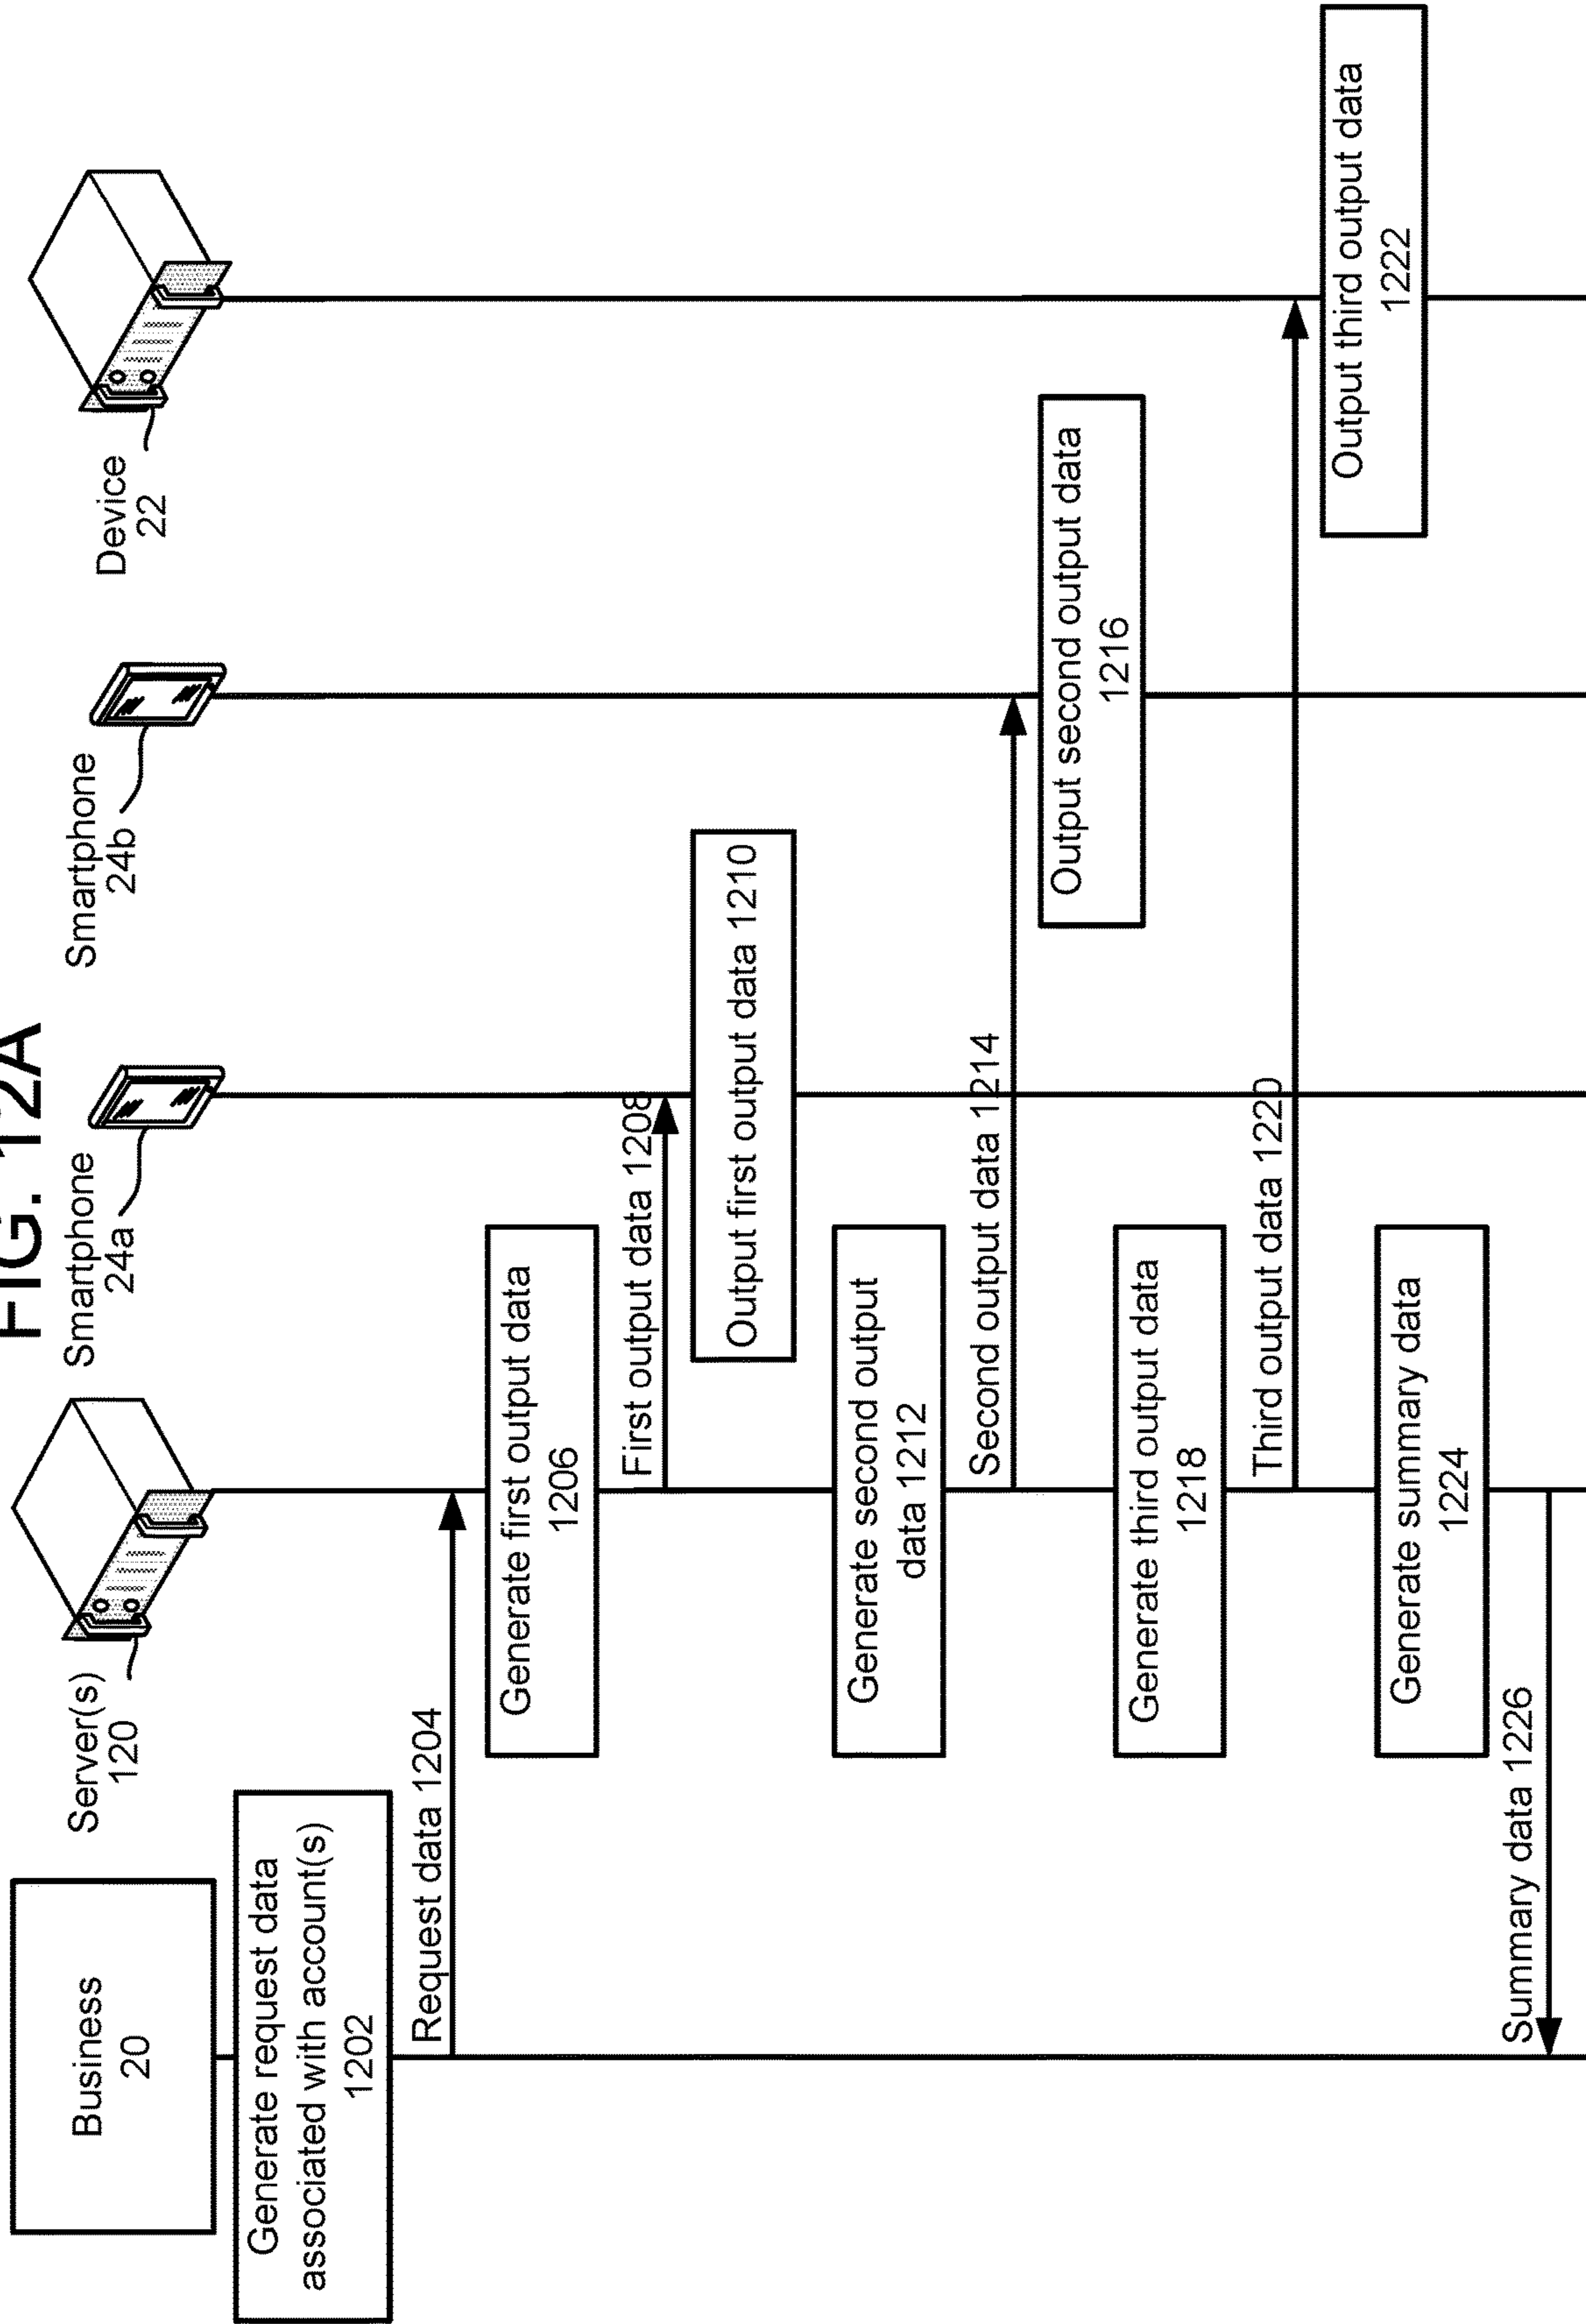 FIG. 12A
Business
20
Server(s)
120
Smartphone
24a
Smartphone
24b
Device
22
Generate request data
associated with account(s)
1202
Request data 1204
Generate first output data
1206
First output data 1208
Output first output data 1210
Generate second output
data 1212
Second output data 1214
Output second output data
1216
Generate third output data
1218
Third output data 1220
Output third output data
1222
Generate summary data
1224
Summary data 1226